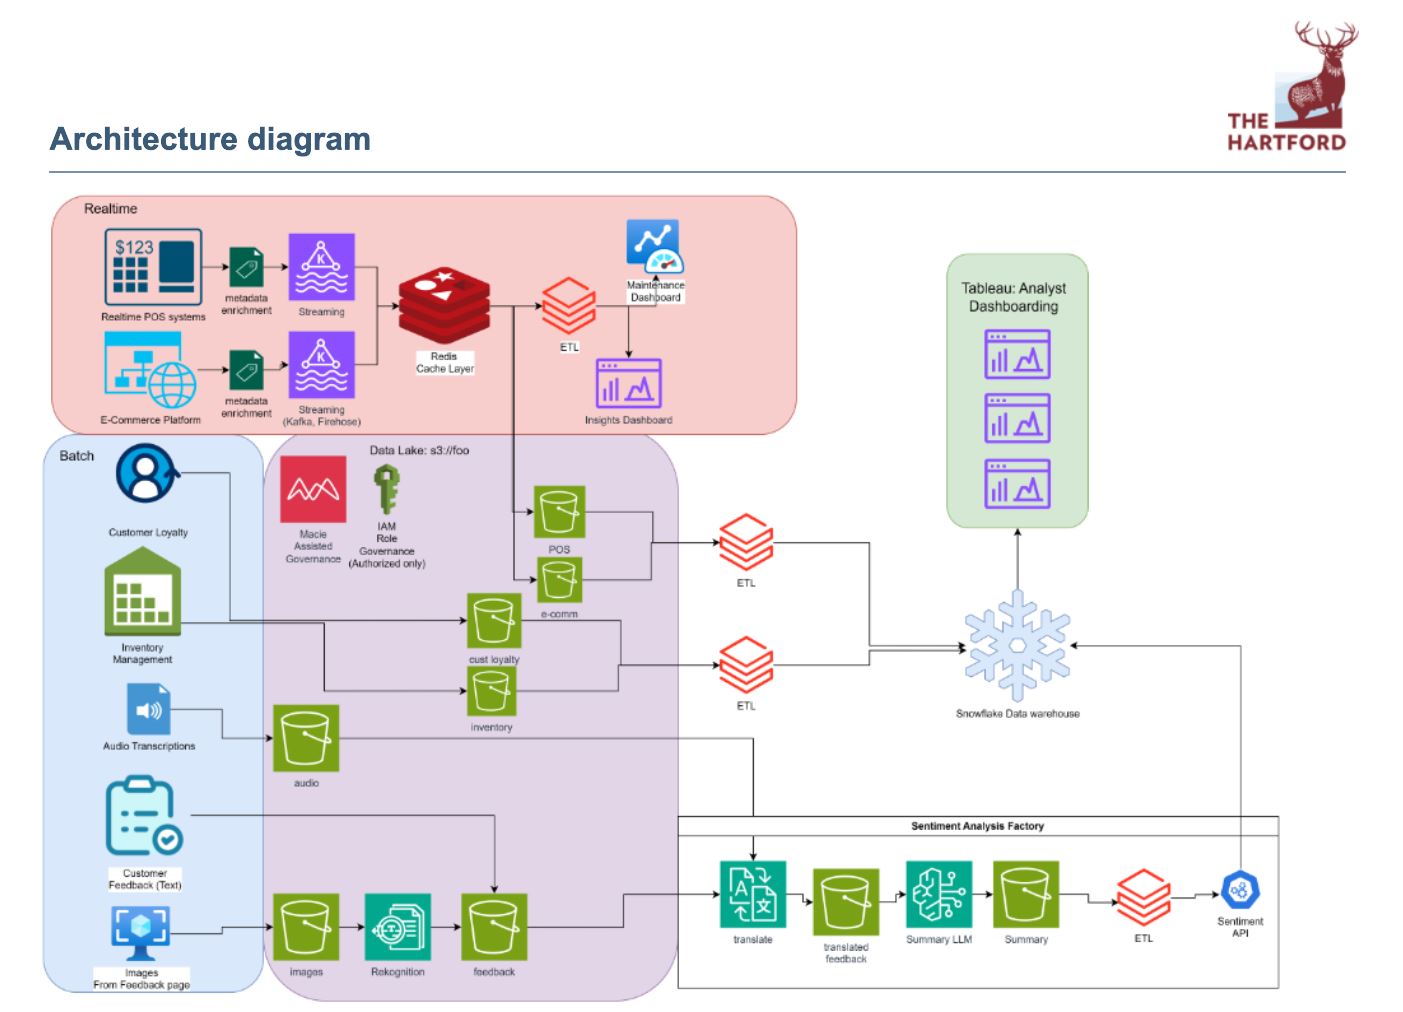 THE
HARTFORD
Architecture diagram
Realtime
$123
Realtime POS systems
metadata
enrichment
K
Streaming
E-Commerce Platform
metadata
enrichment
K
Streaming
(Kafka, Firehose)
Redis
Cache Layer
ETL
Maintenance
Dashboard
Insights Dashboard
Tableau: Analyst
Dashboarding
Batch
Customer Loyalty
Inventory
Management
Audio Transcriptions
Customer
Feedback (Text)
Images
From Feedback page
Data Lake: s3://foo
Macie
Assisted
Governance
IAM
Role
Governance
(Authorized only)
POS
e-comm
cust loyalty
inventory
audio
images
Rekognition
feedback
ETL
ETL
Snowflake Data warehouse
Sentiment Analysis Factory
A
文
translate
translated
feedback
Summary LLM
Summary
ETL
Sentiment
API